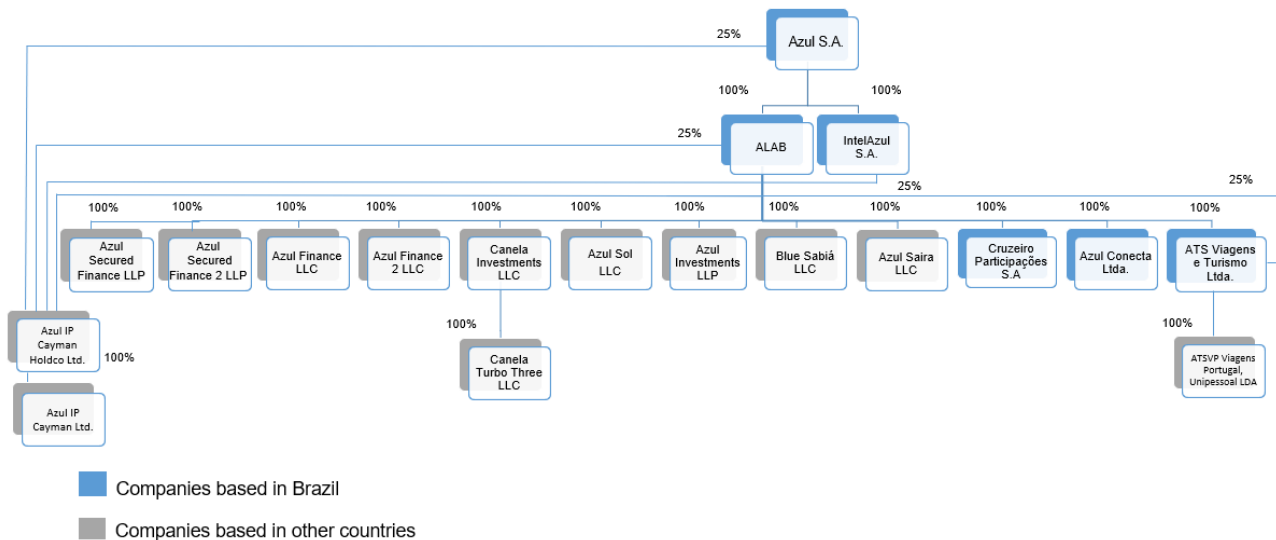 25%
Azul S.A.
100%
100%
25%
ALAB
IntelAzul
S.A.
25%
25%
100%
100%
100%
100%
100%
100%
100%
100%
100%
100%
100%
100%
Azul
Secured
Finance LLP
Azul
Secured
Finance 2 LLP
Azul Finance
LLC
Azul Finance
2 LLC
Canela
Investments
LLC
Azul Sol
LLC
Azul
Investments
LLP
Blue Sabiá
LLC
Azul Saira
LLC
Cruzeiro
Participações
S.A
Azul Conecta
Ltda.
ATS Viagens
e Turismo
Ltda.
Azul IP
Cayman
Holdco Ltd.
100%
100%
Canela
Turbo Three
LLC
100%
ATSVP Viagens
Portugal,
Unipessoal LDA
Azul IP
Cayman Ltd.
Companies based in Brazil
Companies based in other countries